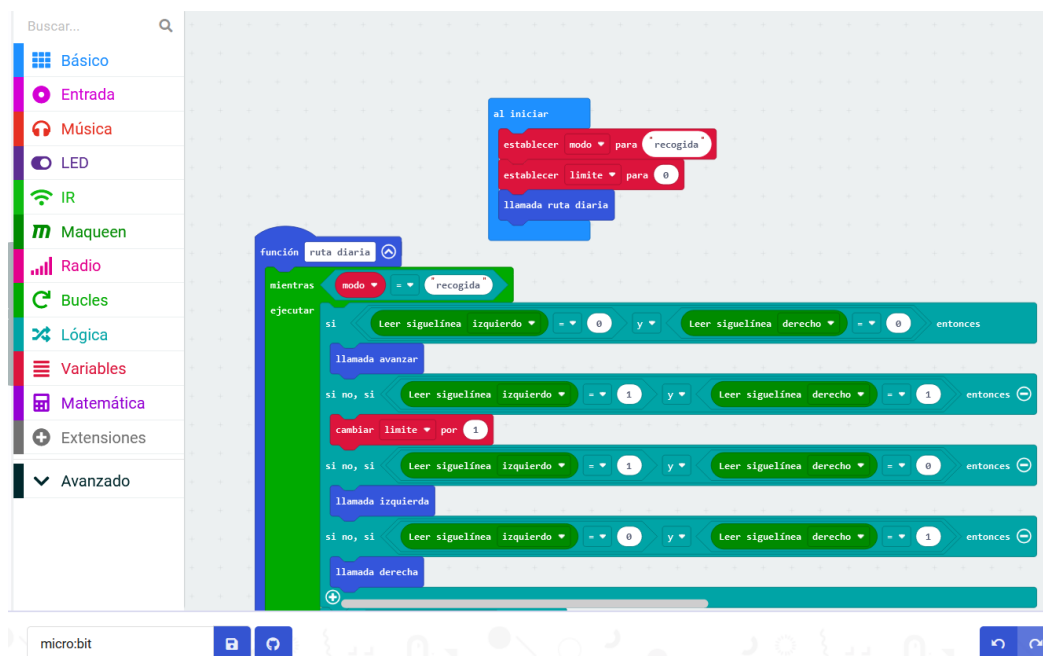 Buscar...
Básico
Entrada
Música
LED
IR
Maqueen
Radio
Bucles
Lógica
Variables
Matemática
Extensiones
Avanzado
al iniciar
establecer modo para "recogida"
establecer limite para 0
llamada ruta diaria
función ruta diaria
mientras modo = "recogida"
ejecutar
si Leer siguelínea izquierdo = 0 y Leer siguelínea derecho = 0 entonces
llamada avanzar
si no, si Leer siguelínea izquierdo = 1 y Leer siguelínea derecho = 1 entonces
cambiar limite por 1
si no, si Leer siguelínea izquierdo = 1 y Leer siguelínea derecho = 0 entonces
llamada izquierda
si no, si Leer siguelínea izquierdo = 0 y Leer siguelínea derecho = 1 entonces
llamada derecha
micro:bit